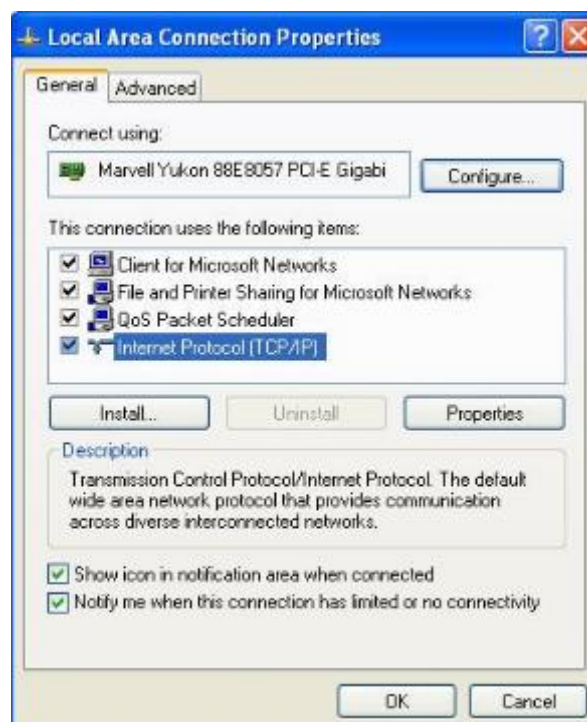 Local Area Connection Properties
General Advanced
Connect using:
Marvell Yukon 88E8057 PCI-E Gigabi Configure...
This connection uses the following items:
Client for Microsoft Networks
File and Printer Sharing for Microsoft Networks
QoS Packet Scheduler
Internet Protocol (TCP/IP)
Install... Uninstall Properties
Description
Transmission Control Protocol/Internet Protocol. The default
wide area network protocol that provides communication
across diverse interconnected networks.
Show icon in notification area when connected
Notify me when this connection has limited or no connectivity
OK Cancel